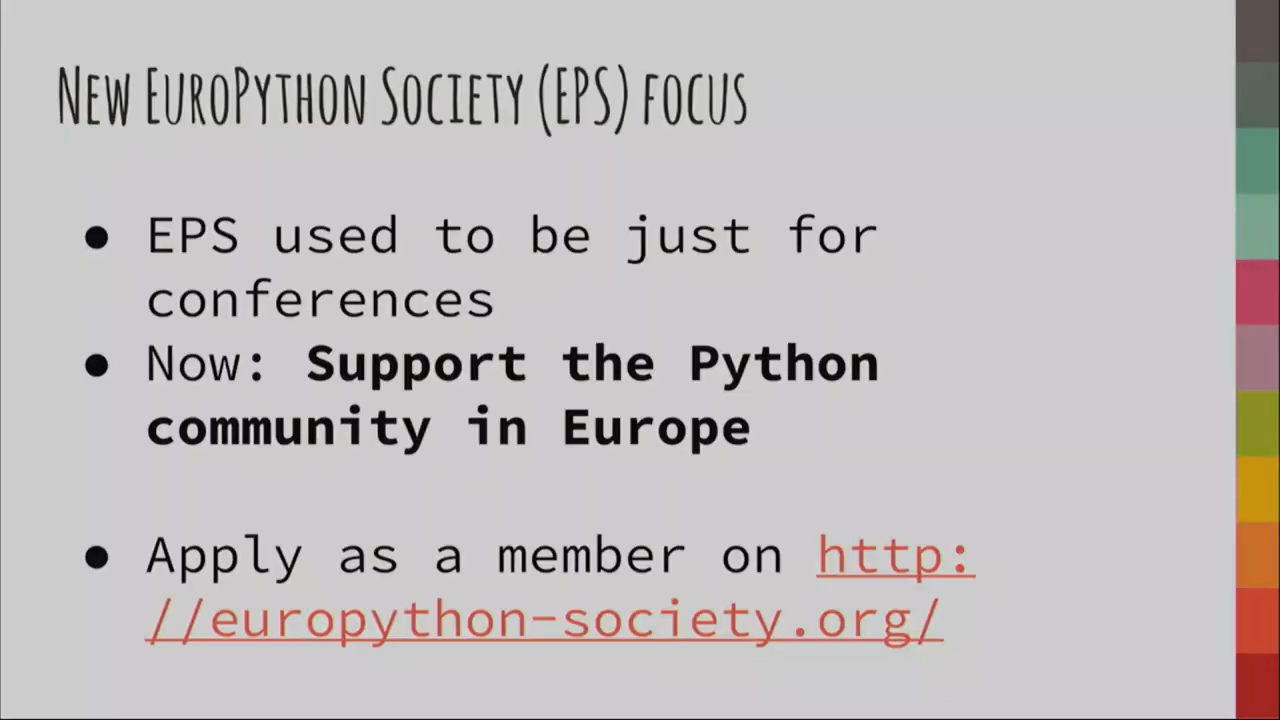 New EuroPython Society (EPS) focus
● EPS used to be just for
conferences
● Now: Support the Python
community in Europe
● Apply as a member on http:
//europython-society.org/